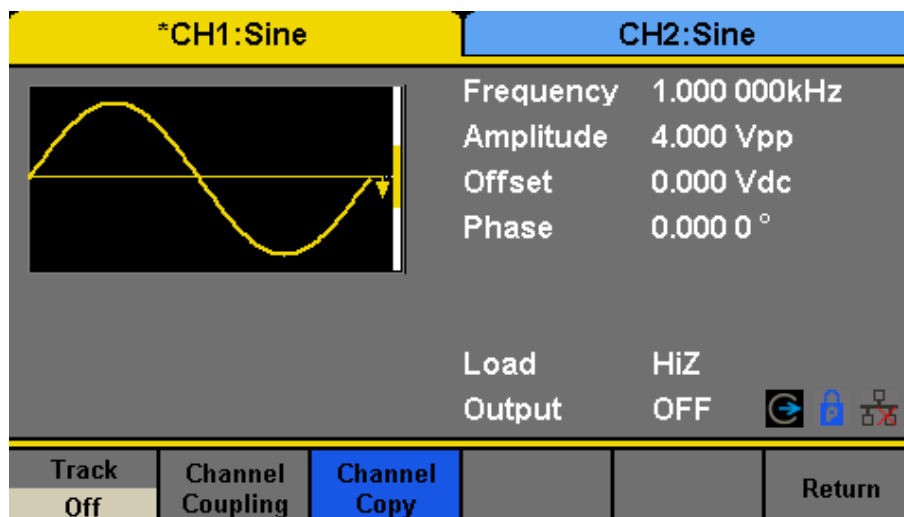 *CH1:Sine
CH2:Sine
Frequency 1.000 000kHz
Amplitude 4.000 Vpp
Offset 0.000 Vdc
Phase 0.000 0 °
Load HiZ
Output OFF
P
Track
Off
Channel
Coupling
Channel
Copy
Return